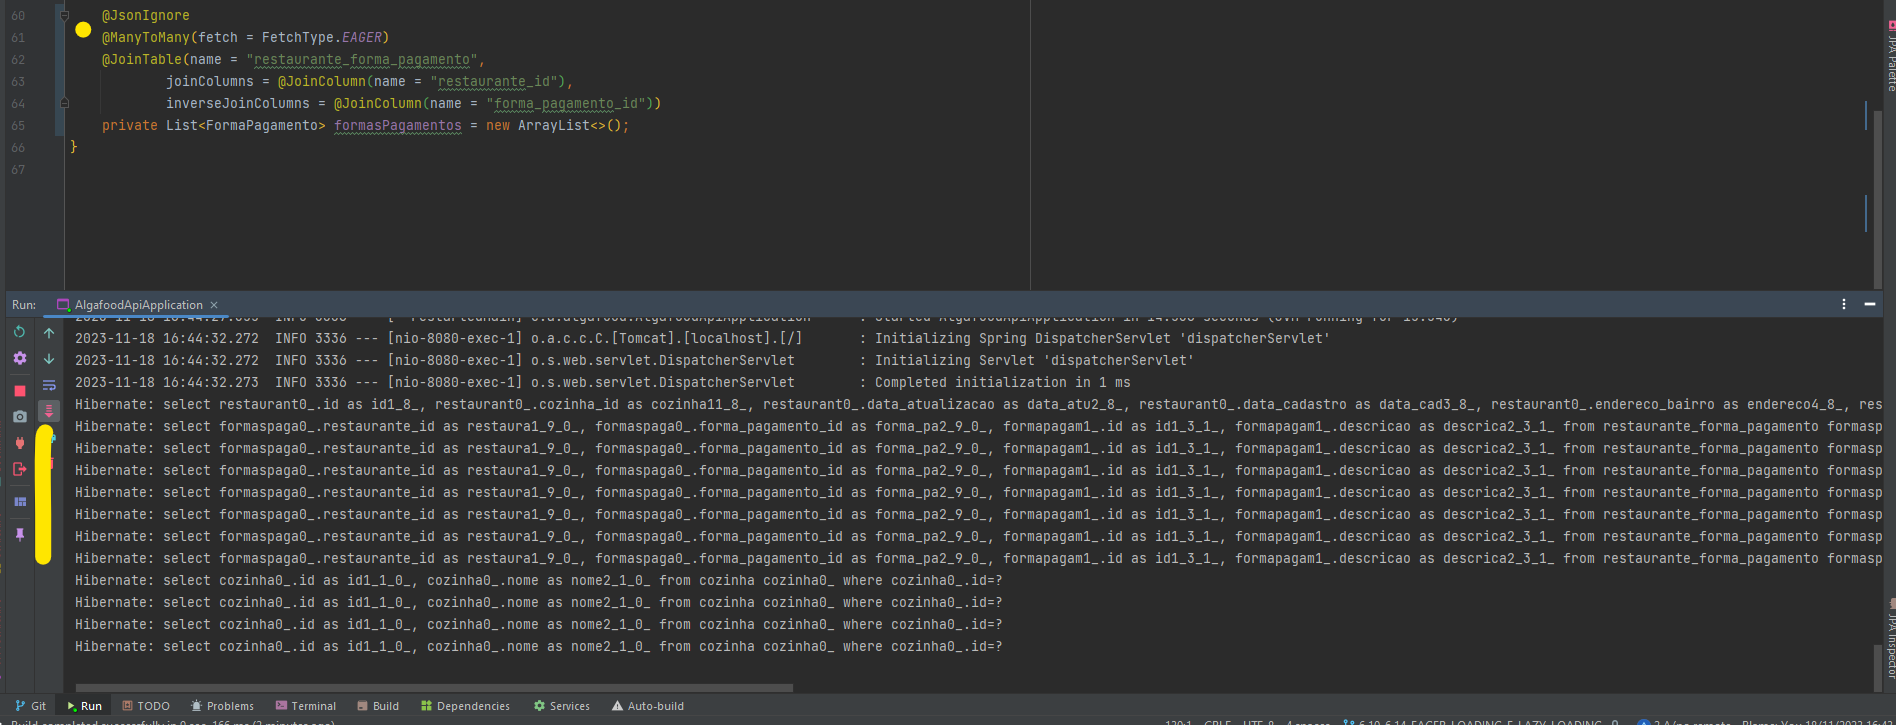 60 @JsonIgnore
61 @ManyToMany(fetch = FetchType.EAGER)
62 @JoinTable(name = "restaurante_forma_pagamento",
63 joinColumns = @JoinColumn(name = "restaurante_id"),
64 inverseJoinColumns = @JoinColumn(name = "forma_pagamento_id"))
65 private List<FormaPagamento> formasPagamentos = new ArrayList<>();
66 }
67
JPA Palette
Run: AlgafoodApiApplication ×
2023-11-18 16:44:32.272 INFO 3336 --- [nio-8080-exec-1] o.a.c.c.C.[Tomcat].[localhost].[/] : Initializing Spring DispatcherServlet 'dispatcherServlet'
2023-11-18 16:44:32.272 INFO 3336 --- [nio-8080-exec-1] o.s.web.servlet.DispatcherServlet : Initializing Servlet 'dispatcherServlet'
2023-11-18 16:44:32.273 INFO 3336 --- [nio-8080-exec-1] o.s.web.servlet.DispatcherServlet : Completed initialization in 1 ms
Hibernate: select restaurant0_.id as id1_8_, restaurant0_.cozinha_id as cozinha11_8_, restaurant0_.data_atualizacao as data_atu2_8_, restaurant0_.data_cadastro as data_cad3_8_, restaurant0_.endereco_bairro as endereco4_8_, res
Hibernate: select formaspaga0_.restaurante_id as restaura1_9_0_, formaspaga0_.forma_pagamento_id as forma_pa2_9_0_, formapagam1_.id as id1_3_1_, formapagam1_.descricao as descrica2_3_1_ from restaurante_forma_pagamento formasp
Hibernate: select formaspaga0_.restaurante_id as restaura1_9_0_, formaspaga0_.forma_pagamento_id as forma_pa2_9_0_, formapagam1_.id as id1_3_1_, formapagam1_.descricao as descrica2_3_1_ from restaurante_forma_pagamento formasp
Hibernate: select formaspaga0_.restaurante_id as restaura1_9_0_, formaspaga0_.forma_pagamento_id as forma_pa2_9_0_, formapagam1_.id as id1_3_1_, formapagam1_.descricao as descrica2_3_1_ from restaurante_forma_pagamento formasp
Hibernate: select formaspaga0_.restaurante_id as restaura1_9_0_, formaspaga0_.forma_pagamento_id as forma_pa2_9_0_, formapagam1_.id as id1_3_1_, formapagam1_.descricao as descrica2_3_1_ from restaurante_forma_pagamento formasp
Hibernate: select formaspaga0_.restaurante_id as restaura1_9_0_, formaspaga0_.forma_pagamento_id as forma_pa2_9_0_, formapagam1_.id as id1_3_1_, formapagam1_.descricao as descrica2_3_1_ from restaurante_forma_pagamento formasp
Hibernate: select formaspaga0_.restaurante_id as restaura1_9_0_, formaspaga0_.forma_pagamento_id as forma_pa2_9_0_, formapagam1_.id as id1_3_1_, formapagam1_.descricao as descrica2_3_1_ from restaurante_forma_pagamento formasp
Hibernate: select formaspaga0_.restaurante_id as restaura1_9_0_, formaspaga0_.forma_pagamento_id as forma_pa2_9_0_, formapagam1_.id as id1_3_1_, formapagam1_.descricao as descrica2_3_1_ from restaurante_forma_pagamento formasp
Hibernate: select cozinha0_.id as id1_1_0_, cozinha0_.nome as nome2_1_0_ from cozinha cozinha0_ where cozinha0_.id=?
Hibernate: select cozinha0_.id as id1_1_0_, cozinha0_.nome as nome2_1_0_ from cozinha cozinha0_ where cozinha0_.id=?
Hibernate: select cozinha0_.id as id1_1_0_, cozinha0_.nome as nome2_1_0_ from cozinha cozinha0_ where cozinha0_.id=?
Hibernate: select cozinha0_.id as id1_1_0_, cozinha0_.nome as nome2_1_0_ from cozinha cozinha0_ where cozinha0_.id=?
JPA Inspector
Git Run TODO Problems Terminal Build Dependencies Services Auto-build